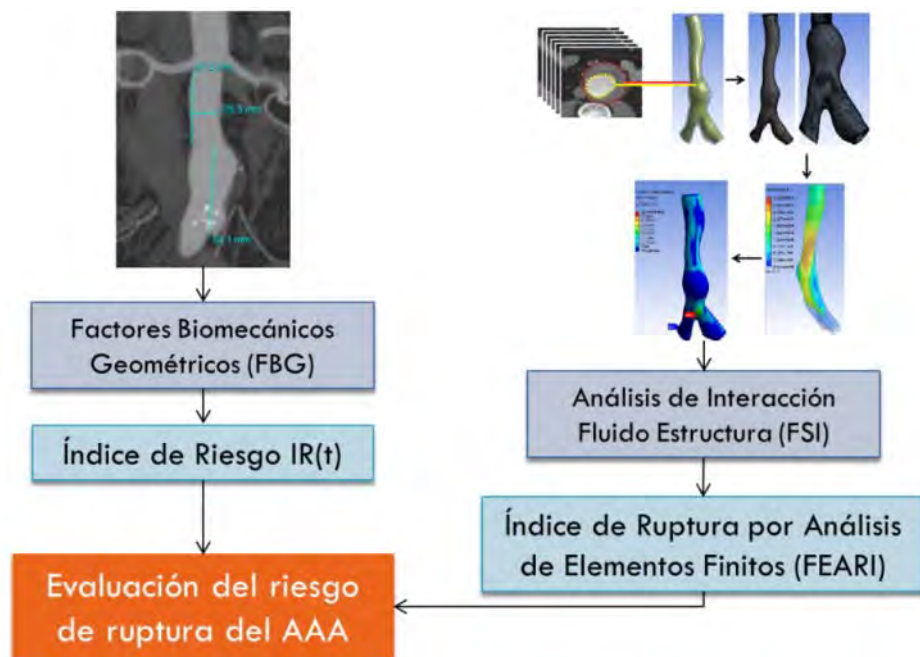 Factores Biomecánicos
Geométricos (FBG)
Índice de Riesgo IR(t)
Evaluación del riesgo
de ruptura del AAA
Análisis de Interacción
Fluido Estructura (FSI)
Índice de Ruptura por Análisis
de Elementos Finitos (FEARI)